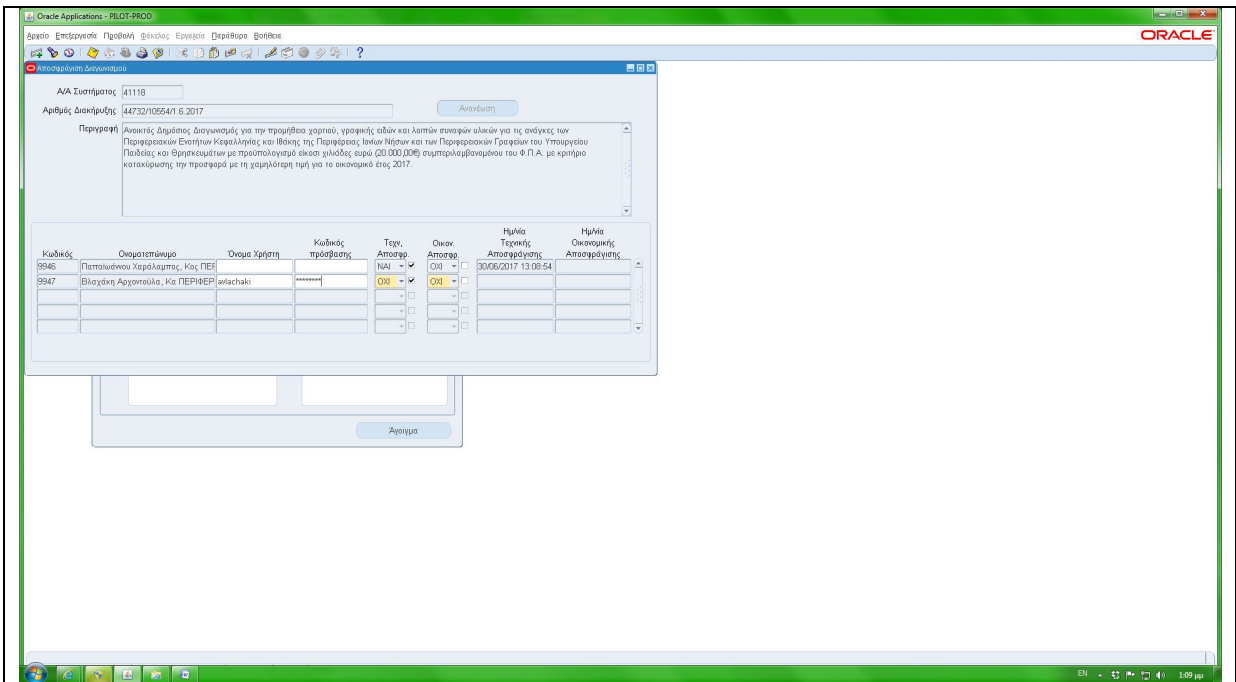 Oracle Applications - PILOT-PROD
Αρχείο Επεξεργασία Προβολή Φάκελος Εργαλεία Παράθυρο Βοήθεια
ORACLE
Αποσφράγιση Διαγωνισμού
Α/Α Συστήματος 41118
Αριθμός Διακήρυξης 44732/10554/1.6.2017
Ανανέωση
Περιγραφή Ανοικτός Δημόσιος Διαγωνισμός για την προμήθεια χαρτιού, γραφικής ειδών και λοιπών συναφών υλικών για τις ανάγκες των
Περιφερειακών Ενοτήτων Κεφαλληνίας και Ιθάκης της Περιφέρειας Ιονίων Νήσων και των Περιφερειακών Γραφείων του Υπουργείου
Παιδείας και Θρησκευμάτων με προϋπολογισμό είκοσι χιλιάδες ευρώ (20.000,00€) συμπεριλαμβανομένου του Φ.Π.Α. με κριτήριο
κατακύρωσης την προσφορά με τη χαμηλότερη τιμή για το οικονομικό έτος 2017.
Ημ/νία Ημ/νία
Κωδικός Τεχν, Οικον. Τεχνικής Οικονομικής
Κωδικός Ονοματεπώνυμο Όνομα Χρήστη πρόσβασης Αποσφρ. Αποσφρ. Αποσφράγισης Αποσφράγισης
9946 Παπαϊωάννου Χαράλαμπος, Κος ΠΕΡ ΝΑΙ ΟΧΙ 30/06/2017 13:08:54
9947 Βλαχάκη Αρχοντούλα, Κα ΠΕΡΙΦΕΡ avlachaki ******** ΟΧΙ ΟΧΙ
Άνοιγμα
EN 1:09 μμ